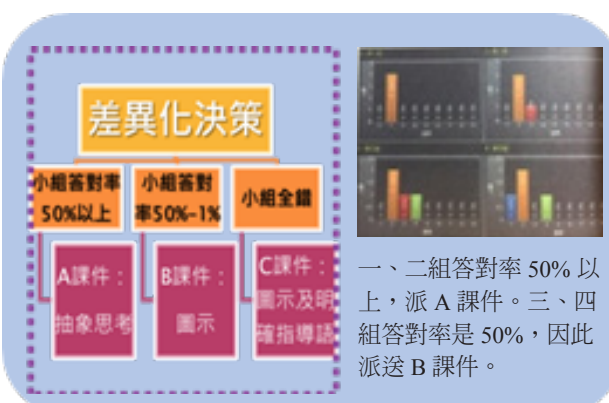 差異化決策
小組答對率
50%以上
小組答對
率50%-1%
小組全錯
A課件：
抽象思考
B課件：
圖示
C課件：
圖示及明
確指導語
一、二組答對率 50% 以
上，派 A 課件。三、四
組答對率是 50%，因此
派送 B 課件。